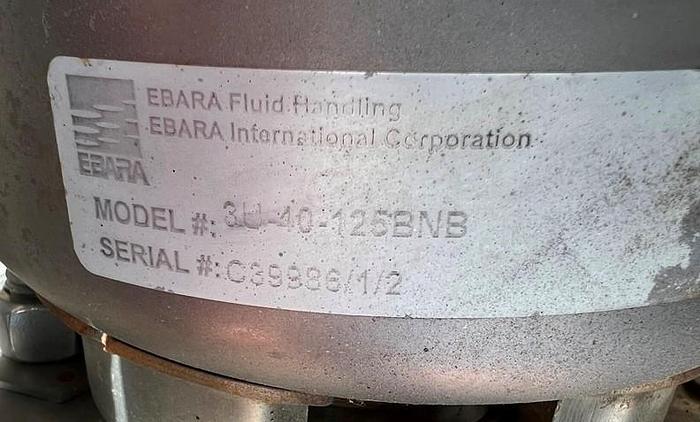 EBARA Fluid Handling
EBARA International Corporation
EBARA
MODEL #: 3U-40-125BNB
SERIAL #: C39986/1/2